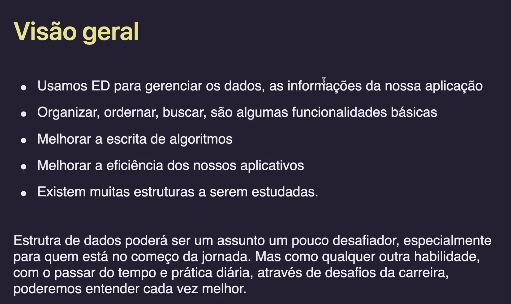 Visão geral
Usamos ED para gerenciar os dados, as informações da nossa aplicação
Organizar, ordernar, buscar, são algumas funcionalidades básicas
Melhorar a escrita de algoritmos
Melhorar a eficiência dos nossos aplicativos
Existem muitas estruturas a serem estudadas.
Estrutra de dados poderá ser um assunto um pouco desafiador, especialmente
para quem está no começo da jornada. Mas como qualquer outra habilidade,
com o passar do tempo e prática diária, através de desafios da carreira,
poderemos entender cada vez melhor.